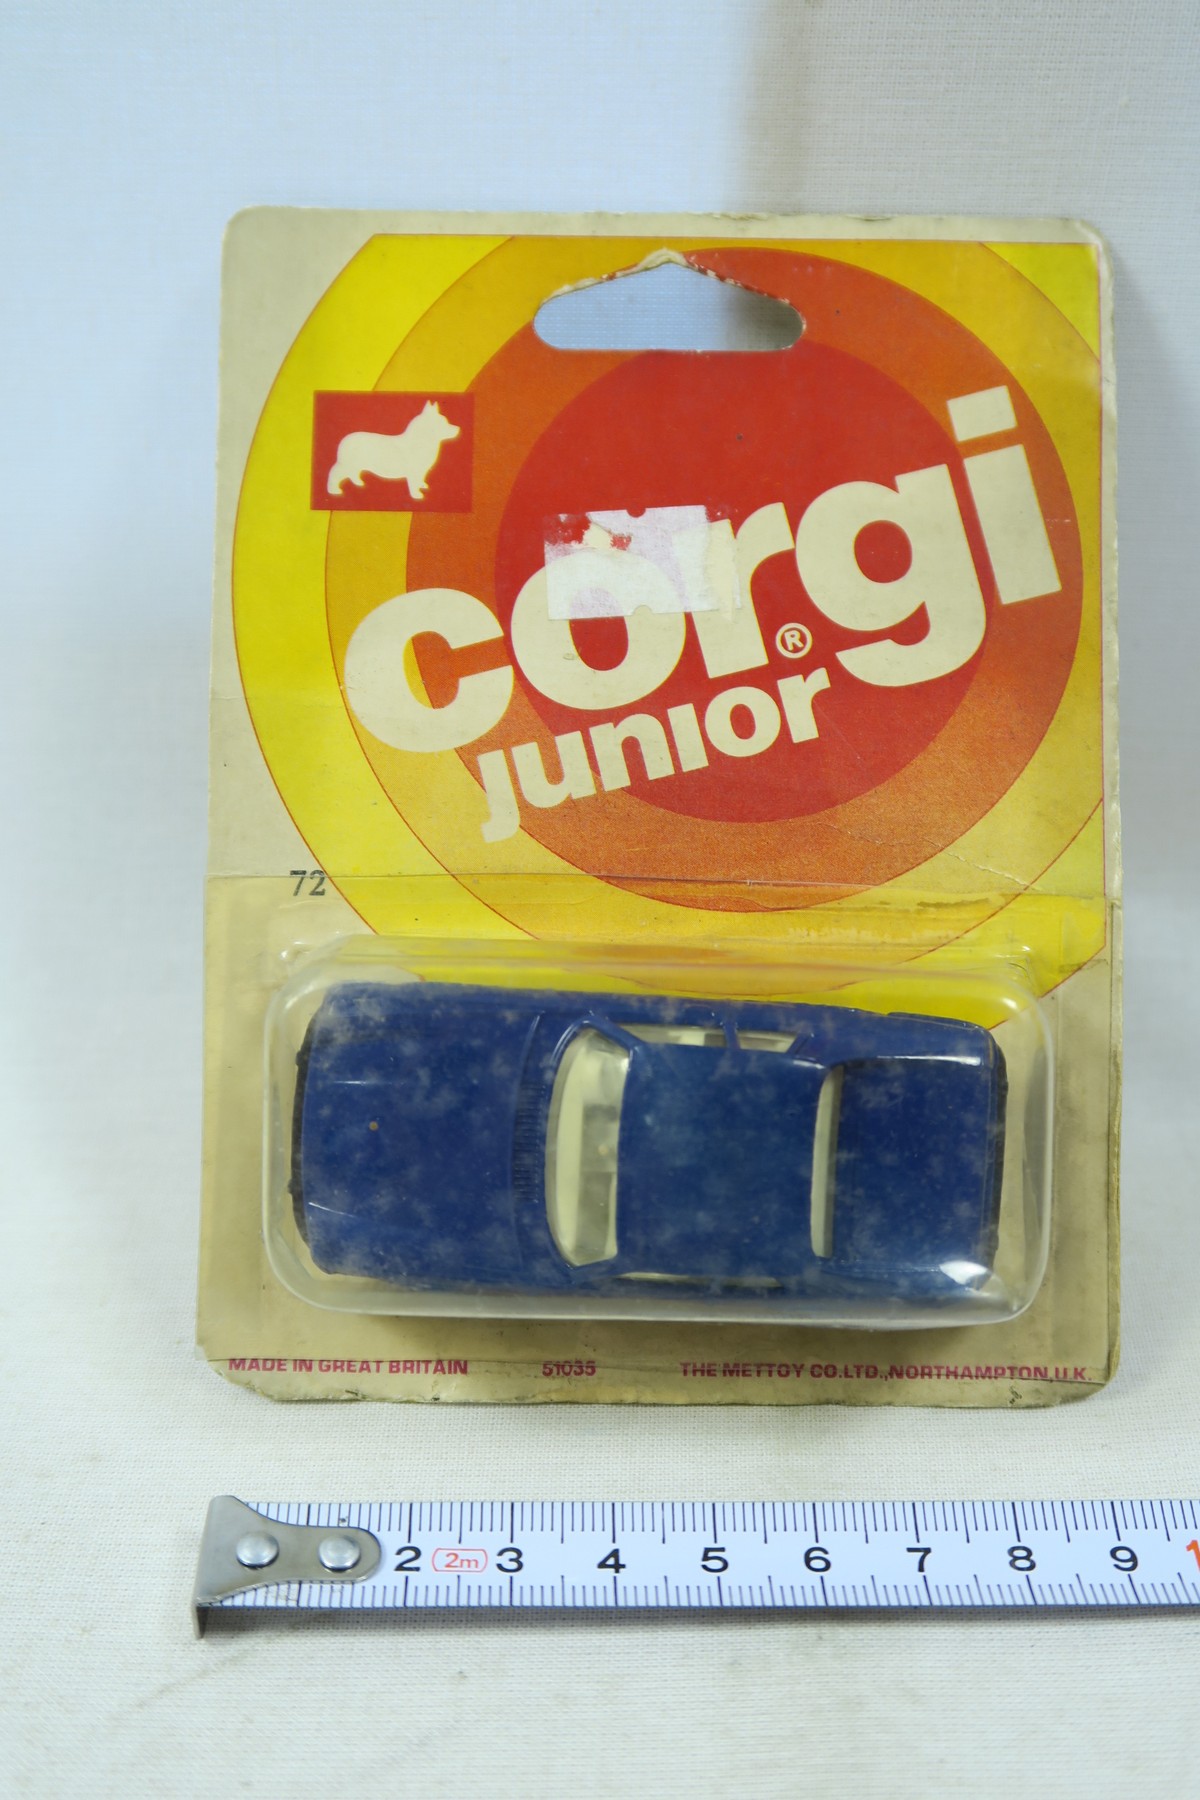 corgi
®
junior
72
MADE IN GREAT BRITAIN 51035 THE METTOY CO.LTD.,NORTHAMPTON,U.K.
2 2m 3 4 5 6 7 8 9 1